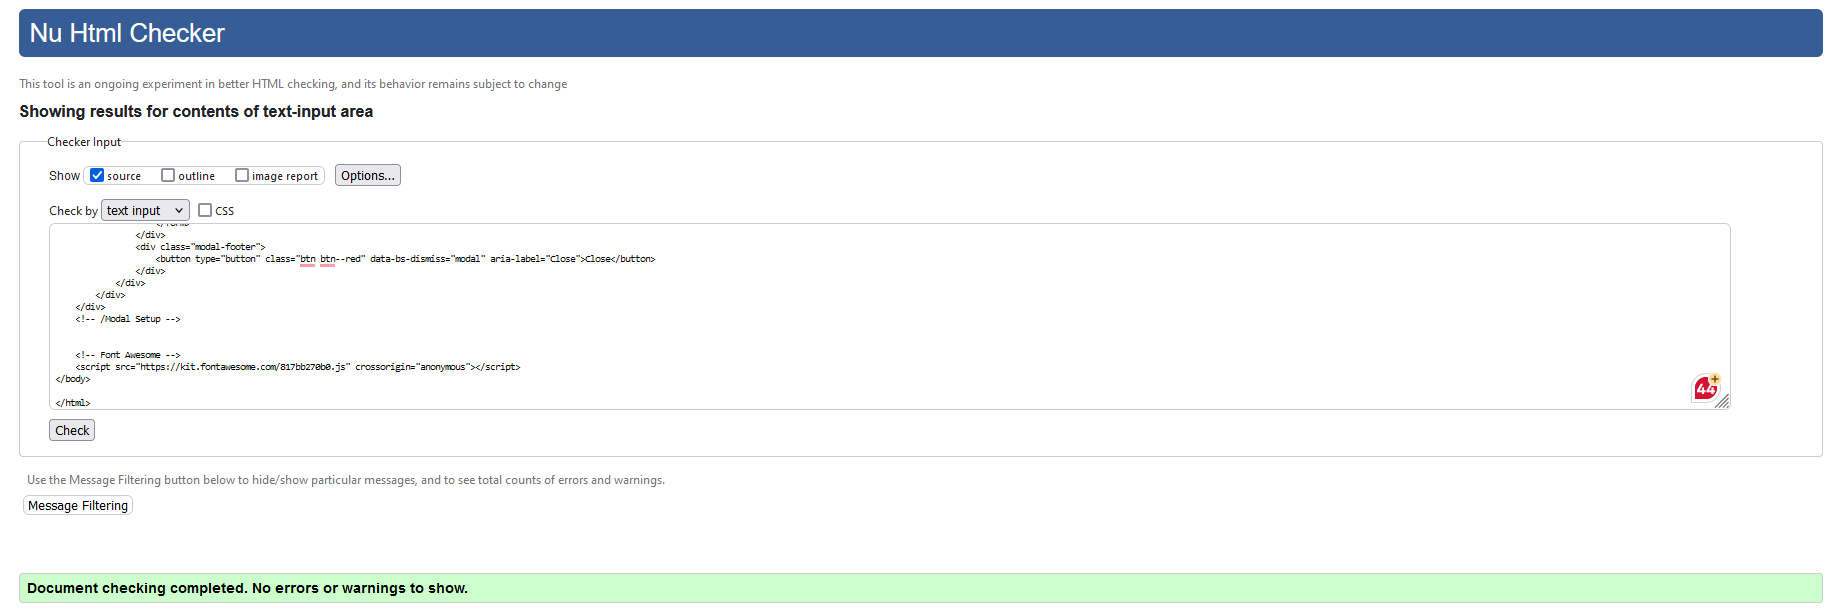 Nu Html Checker
This tool is an ongoing experiment in better HTML checking, and its behavior remains subject to change
Showing results for contents of text-input area
Checker Input
Show source outline image report Options...
Check by text input CSS
</div>
<div class="modal-footer">
<button type="button" class="btn btn--red" data-bs-dismiss="modal" aria-label="Close">Close</button>
</div>
</div>
</div>
</div>
<!-- /Modal Setup -->
<!-- Font Awesome -->
<script src="https://kit.fontawesome.com/817bb270b0.js" crossorigin="anonymous"></script>
</body>
</html>
44+
Check
Use the Message Filtering button below to hide/show particular messages, and to see total counts of errors and warnings.
Message Filtering
Document checking completed. No errors or warnings to show.